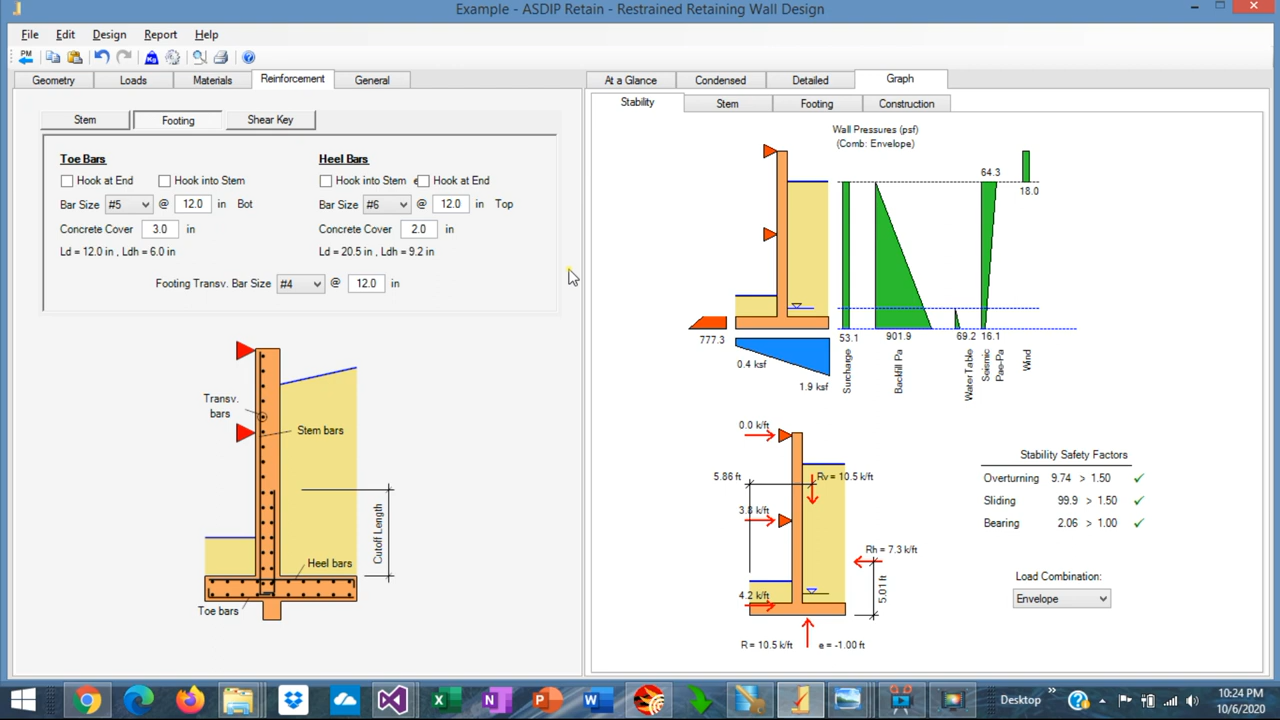 Example - ASDIP Retain - Restrained Retaining Wall Design
File Edit Design Report Help
PM Kg
Geometry Loads Materials Reinforcement General
Stem Footing Shear Key
Toe Bars
Hook at End Hook into Stem
Bar Size #5 @ 12.0 in Bot
Concrete Cover 3.0 in
Ld = 12.0 in , Ldh = 6.0 in
Heel Bars
Hook into Stem e Hook at End
Bar Size #6 @ 12.0 in Top
Concrete Cover 2.0 in
Ld = 20.5 in , Ldh = 9.2 in
Footing Transv. Bar Size #4 @ 12.0 in
Transv.
bars
Stem bars
Cutoff Length
Heel bars
Toe bars
At a Glance Condensed Detailed Graph
Stability Stem Footing Construction
Wall Pressures (psf)
(Comb: Envelope)
64.3
18.0
777.3
0.4 ksf
1.9 ksf
53.1 901.9 69.2 16.1
Surcharge
Backfill Pa
Water Table
Seismic
Pae-Pa
Wind
0.0 k/ft
5.86 ft
Rv = 10.5 k/ft
3.8 k/ft
Rh = 7.3 k/ft
5.01 ft
4.2 k/ft
R = 10.5 k/ft e = -1.00 ft
Stability Safety Factors
Overturning 9.74 > 1.50 ✓
Sliding 99.9 > 1.50 ✓
Bearing 2.06 > 1.00 ✓
Load Combination:
Envelope
Desktop
10:24 PM
10/6/2020